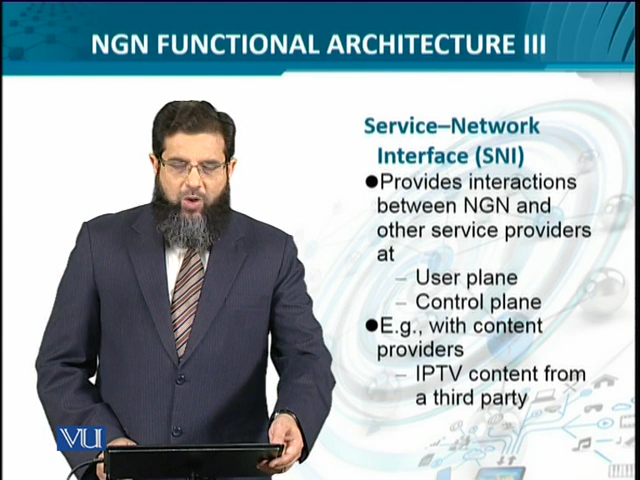 NGN FUNCTIONAL ARCHITECTURE III
Service–Network
Interface (SNI)
●Provides interactions
between NGN and
other service providers
at
– User plane
– Control plane
●E.g., with content
providers
– IPTV content from
a third party
VU